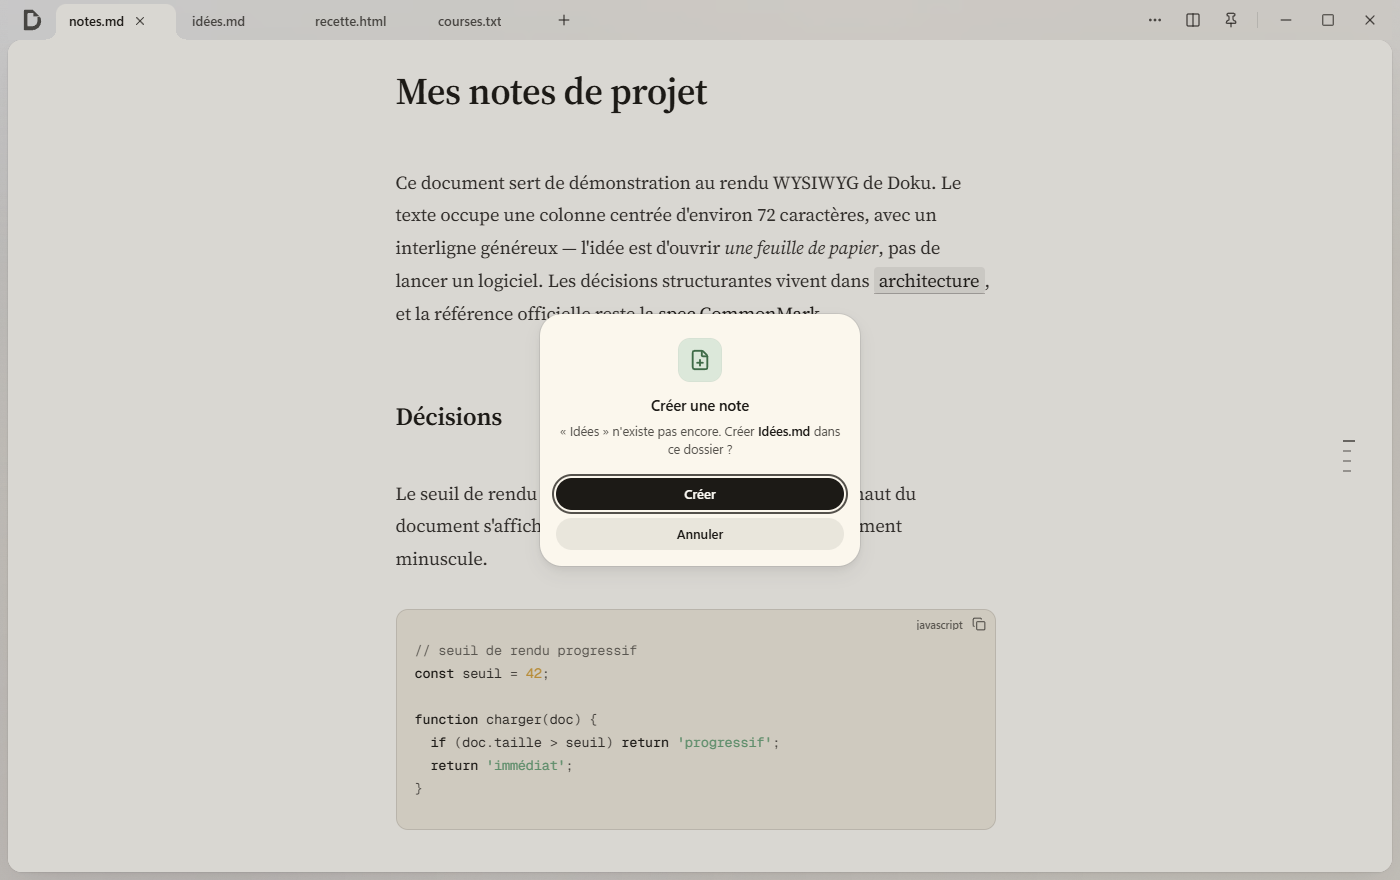 notes.md
idées.md
recette.html
courses.txt
Mes notes de projet
Ce document sert de démonstration au rendu WYSIWYG de Doku. Le
texte occupe une colonne centrée d'environ 72 caractères, avec un
interligne généreux — l'idée est d'ouvrir une feuille de papier, pas de
lancer un logiciel. Les décisions structurantes vivent dans architecture,
et la référence officielle reste la spec CommonMark
Créer une note
« Idées » n'existe pas encore. Créer Idées.md dans
ce dossier ?
Créer
Annuler
Décisions
Le seuil de rendu
haut du
document s'affich
minuscule.
javascript
// seuil de rendu progressif
const seuil = 42;
function charger(doc) {
if (doc.taille > seuil) return 'progressif';
return 'immédiat';
}